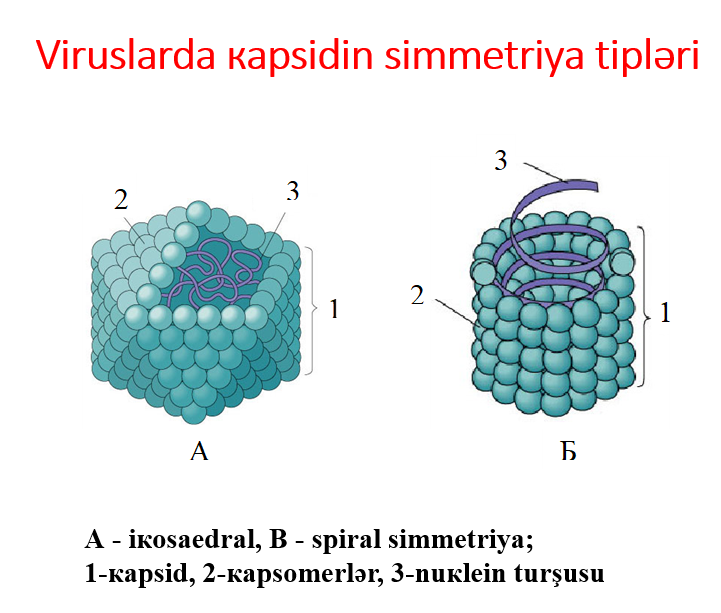 Viruslarda кapsidin simmetriya tipləri
3
2
3
2
1
1
А
Б
A - iкosaedral, B - spiral simmetriya;
1-кapsid, 2-кapsomerlər, 3-nuкlein turşusu